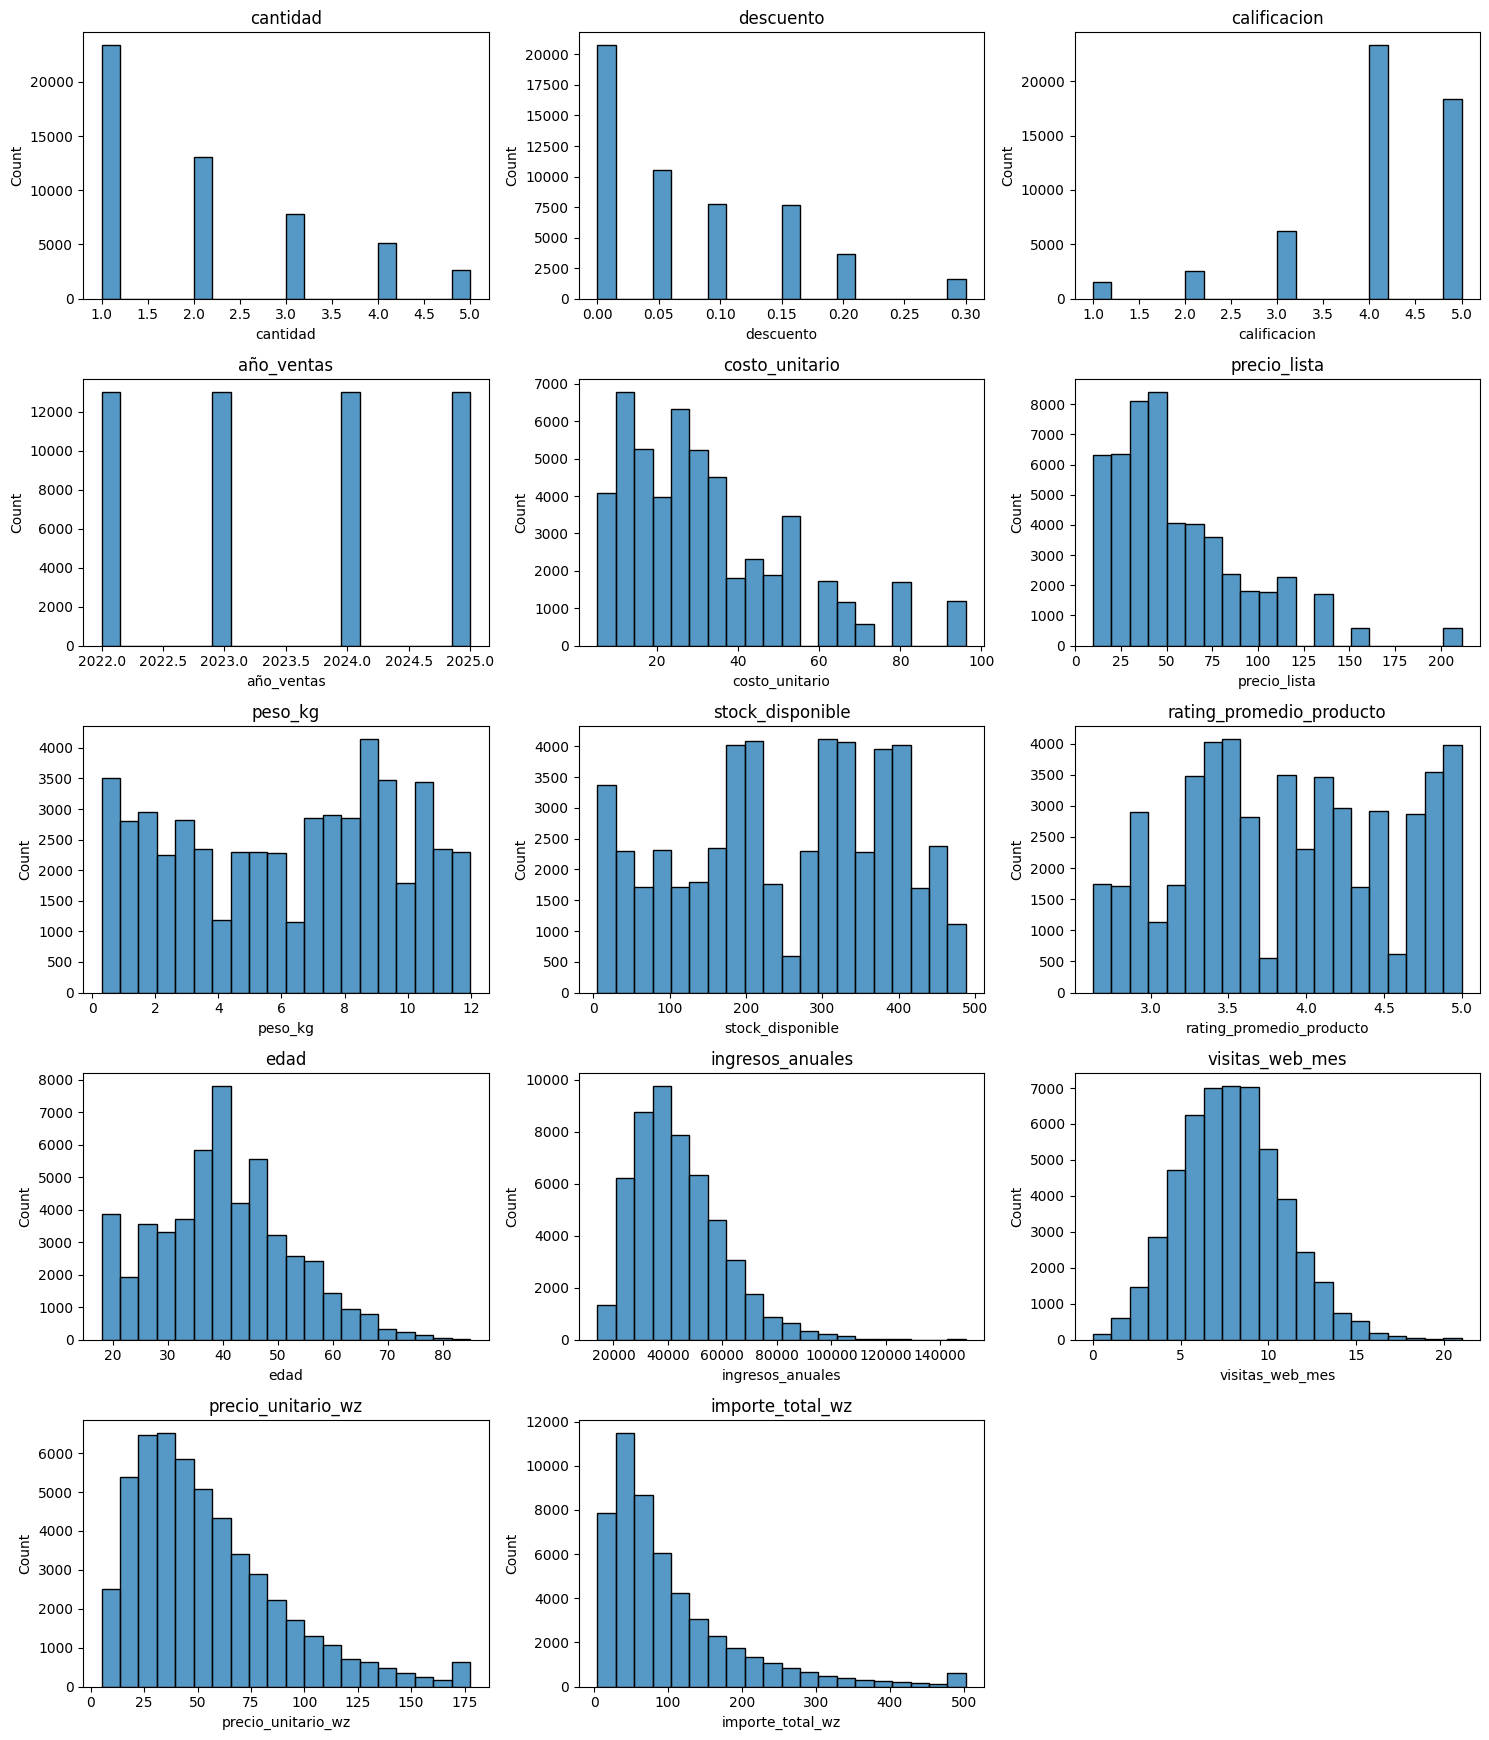 cantidad
Count
20000
15000
10000
5000
0
1.0 1.5 2.0 2.5 3.0 3.5 4.0 4.5 5.0
cantidad
descuento
Count
20000
17500
15000
12500
10000
7500
5000
2500
0
0.00 0.05 0.10 0.15 0.20 0.25 0.30
descuento
calificacion
Count
20000
15000
10000
5000
0
1.0 1.5 2.0 2.5 3.0 3.5 4.0 4.5 5.0
calificacion
año_ventas
Count
12000
10000
8000
6000
4000
2000
0
2022.0 2022.5 2023.0 2023.5 2024.0 2024.5 2025.0
año_ventas
costo_unitario
Count
7000
6000
5000
4000
3000
2000
1000
0
20 40 60 80 100
costo_unitario
precio_lista
Count
8000
7000
6000
5000
4000
3000
2000
1000
0
0 25 50 75 100 125 150 175 200
precio_lista
peso_kg
Count
4000
3500
3000
2500
2000
1500
1000
500
0
0 2 4 6 8 10 12
peso_kg
stock_disponible
Count
4000
3500
3000
2500
2000
1500
1000
500
0
0 100 200 300 400 500
stock_disponible
rating_promedio_producto
Count
4000
3500
3000
2500
2000
1500
1000
500
0
3.0 3.5 4.0 4.5 5.0
rating_promedio_producto
edad
Count
8000
7000
6000
5000
4000
3000
2000
1000
0
20 30 40 50 60 70 80
edad
ingresos_anuales
Count
10000
8000
6000
4000
2000
0
20000 40000 60000 80000 100000 120000 140000
ingresos_anuales
visitas_web_mes
Count
7000
6000
5000
4000
3000
2000
1000
0
0 5 10 15 20
visitas_web_mes
precio_unitario_wz
Count
6000
5000
4000
3000
2000
1000
0
0 25 50 75 100 125 150 175
precio_unitario_wz
importe_total_wz
Count
12000
10000
8000
6000
4000
2000
0
0 100 200 300 400 500
importe_total_wz